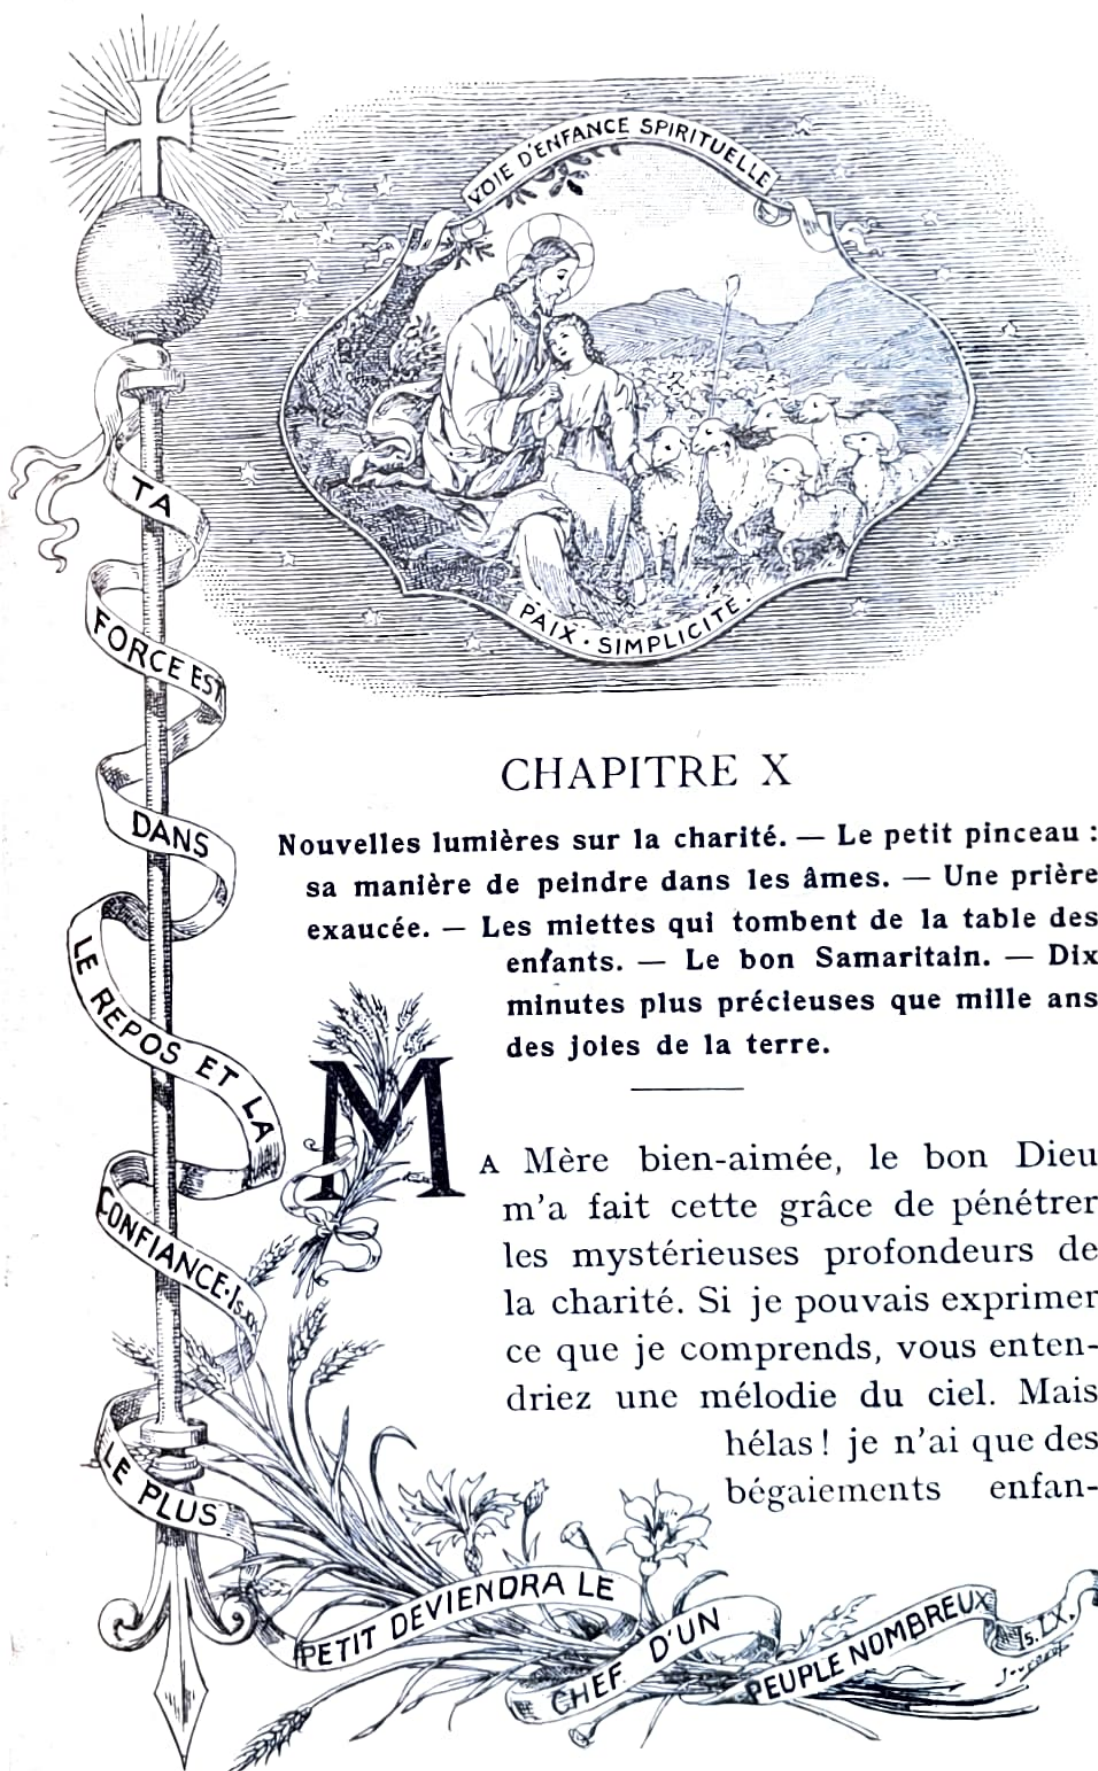 VOIE D'ENFANCE SPIRITUELLE
PAIX · SIMPLICITÉ
TA
FORCE EST
DANS
LE REPOS ET LA
CONFIANCE · Is.
LE PLUS
PETIT DEVIENDRA LE
CHEF D'UN
PEUPLE NOMBREUX
Is. LX.
CHAPITRE X
Nouvelles lumières sur la charité. — Le petit pinceau :
sa manière de peindre dans les âmes. — Une prière
exaucée. — Les miettes qui tombent de la table des
enfants. — Le bon Samaritain. — Dix
minutes plus précieuses que mille ans
des joies de la terre.
MA Mère bien-aimée, le bon Dieu
m'a fait cette grâce de pénétrer
les mystérieuses profondeurs de
la charité. Si je pouvais exprimer
ce que je comprends, vous enten-
driez une mélodie du ciel. Mais
hélas ! je n'ai que des
bégaiements enfan-